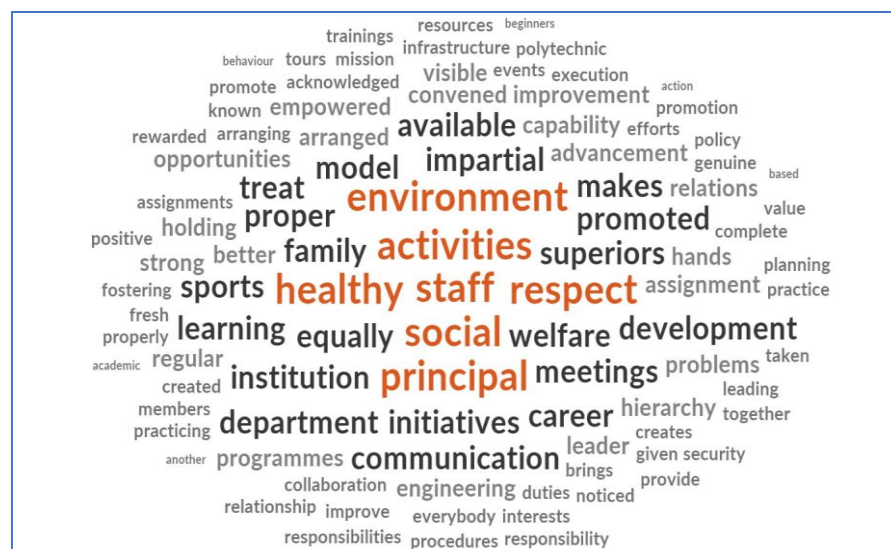 resources beginners
trainings infrastructure polytechnic
behaviour tours mission visible events execution
promote acknowledged convened improvement action
known empowered available capability efforts promotion
rewarded arranging arranged impartial advancement policy
opportunities model genuine
treat environment makes relations based
assignments proper promoted value
holding activities superiors complete
positive better family hands planning
strong healthy staff respect assignment practice
fostering sports
fresh learning equally social welfare development
properly
academic regular institution principal meetings problems taken
created leading
members department initiatives career hierarchy together
practicing creates
another programmes communication leader given security
brings provide
collaboration engineering duties noticed
relationship improve everybody interests
responsibilities procedures responsibility